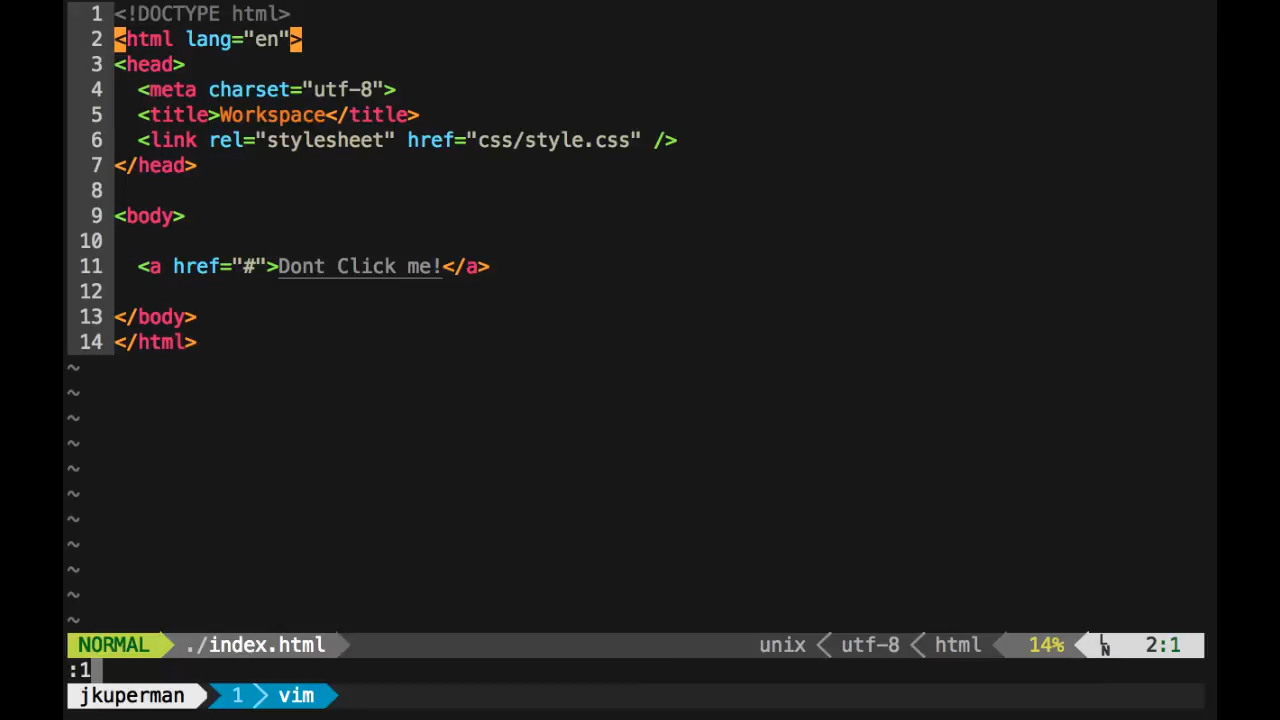 1 <!DOCTYPE html>
2 <html lang="en">
3 <head>
4   <meta charset="utf-8">
5   <title>Workspace</title>
6   <link rel="stylesheet" href="css/style.css" />
7 </head>
8
9 <body>
10
11   <a href="#">Dont Click me!</a>
12
13 </body>
14 </html>
~
~
~
~
~
~
~
~
~
~
~
NORMAL ./index.html unix utf-8 html 14% LN 2:1
:1
jkuperman 1 vim